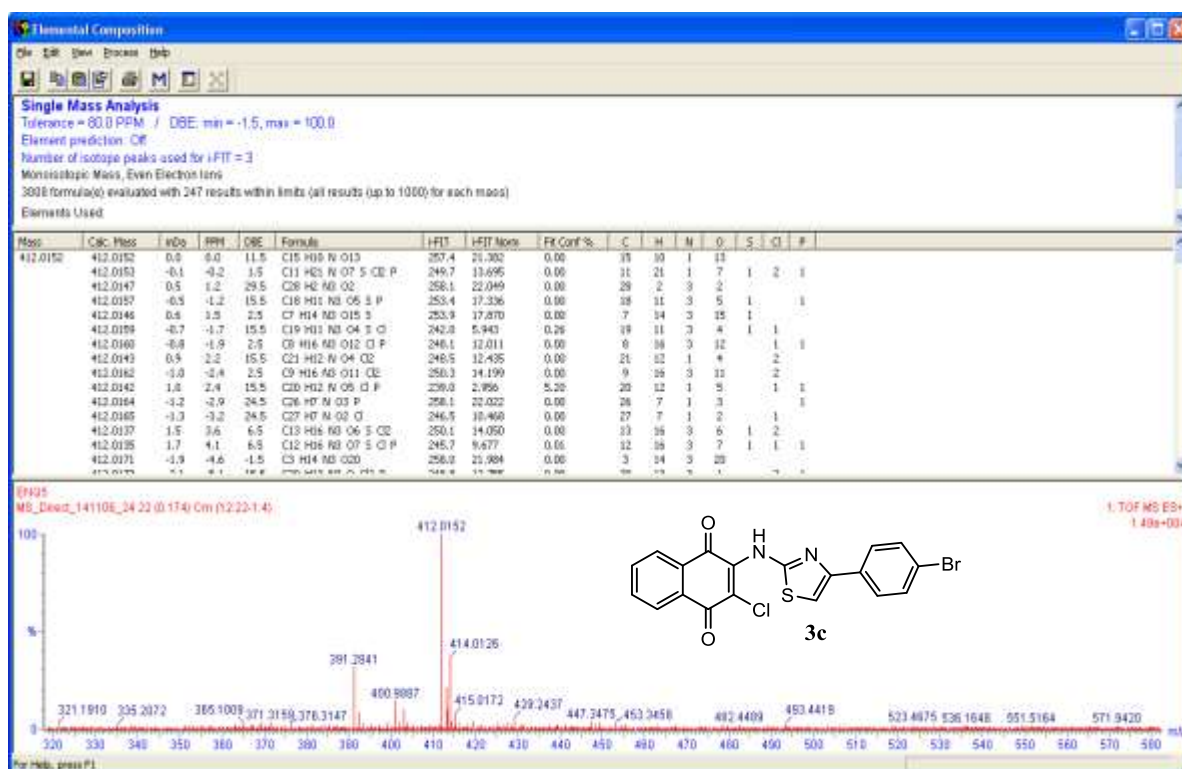 Elemental Composition
File Edit View Process Help
Single Mass Analysis
Tolerance = 80.0 PPM / DBE: min = -1.5, max = 100.0
Element prediction: Off
Number of isotope peaks used for i-FIT = 3
Monoisotopic Mass, Even Electron Ions
3808 formula(e) evaluated with 247 results within limits (all results (up to 1000) for each mass)
Elements Used:
Mass Calc. Mass mDa PPM DBE Formula i-FIT i-FIT Norm Fit Conf % C H N O S Cl P
412.0152 412.0152 0.0 0.0 11.5 C15 H10 N O13 257.4 21.382 0.00 15 10 1 13
412.0153 -0.1 -0.2 1.5 C11 H21 N O7 S Cl2 P 249.7 13.695 0.00 11 21 1 7 1 2 1
412.0147 0.5 1.2 29.5 C28 H2 N3 O2 258.1 22.049 0.00 28 2 3 2
412.0157 -0.5 -1.2 15.5 C18 H11 N3 O5 S P 253.4 17.336 0.00 18 11 3 5 1 1
412.0146 0.6 1.5 2.5 C7 H14 N3 O15 S 253.9 17.870 0.00 7 14 3 15 1
412.0159 -0.7 -1.7 15.5 C19 H11 N3 O4 S Cl 242.0 5.943 0.26 19 11 3 4 1 1
412.0160 -0.8 -1.9 2.5 C8 H16 N3 O12 Cl P 248.1 12.011 0.00 8 16 3 12 1 1
412.0143 0.9 2.2 15.5 C21 H12 N O4 Cl2 248.5 12.435 0.00 21 12 1 4 2
412.0162 -1.0 -2.4 2.5 C9 H16 N3 O11 Cl2 250.3 14.199 0.00 9 16 3 11 2
412.0142 1.0 2.4 15.5 C20 H12 N O5 Cl P 239.0 2.956 5.20 20 12 1 5 1 1
412.0164 -1.2 -2.9 24.5 C26 H7 N O3 P 258.1 22.022 0.00 26 7 1 3 1
412.0165 -1.3 -3.2 24.5 C27 H7 N O2 Cl 246.5 10.468 0.00 27 7 1 2 1
412.0137 1.5 3.6 6.5 C13 H16 N3 O6 S Cl2 250.1 14.050 0.00 13 16 3 6 1 2
412.0135 1.7 4.1 6.5 C12 H16 N3 O7 S Cl P 245.7 9.677 0.01 12 16 3 7 1 1 1
412.0171 -1.9 -4.6 -1.5 C3 H14 N3 O20 258.0 21.984 0.00 3 14 3 20
ENQ5
MS_Direct_141106_24 22 (0.174) Cm (12:22-1:4)
1: TOF MS ES+
1.49e+00
100
412.0152
O
H
N
N
Br
S
Cl
O
3c
%
414.0126
391.2841
400.9887
321.1910 335.2072 365.1009 371.3159 376.3147 415.0172 429.2437 447.3475 453.3458 482.4489 493.4418 523.4675 536.1648 551.5164 571.9420
0
m/z
320 330 340 350 360 370 380 390 400 410 420 430 440 450 460 470 480 490 500 510 520 530 540 550 560 570 580
For Help, press F1